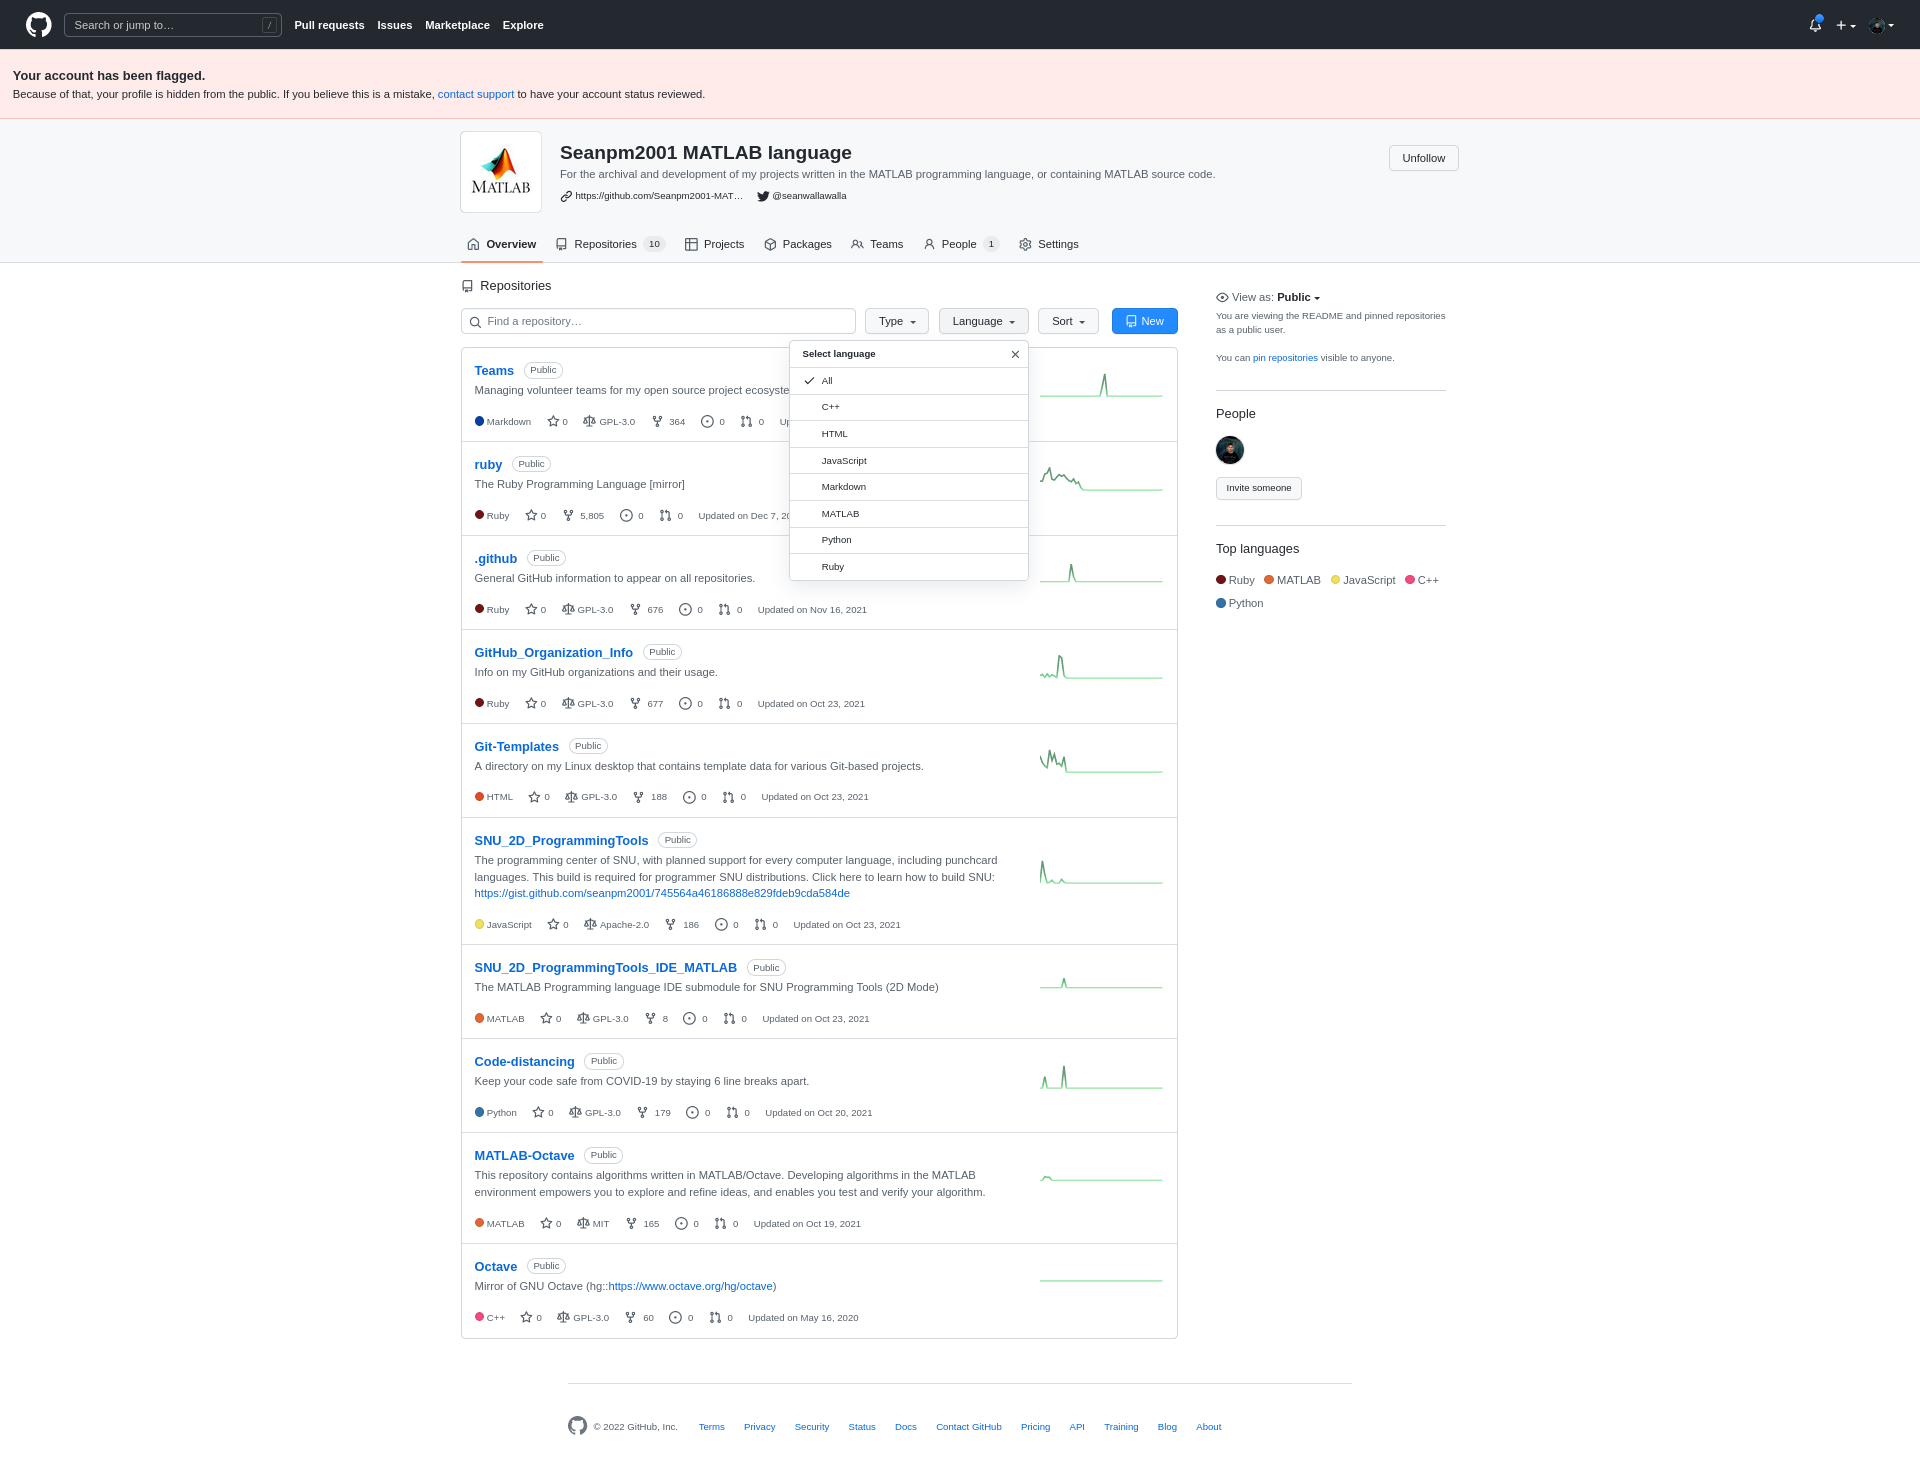 Search or jump to…
/
Pull requests
Issues
Marketplace
Explore
Your account has been flagged.
Because of that, your profile is hidden from the public. If you believe this is a mistake, contact support to have your account status reviewed.
MATLAB
Seanpm2001 MATLAB language
For the archival and development of my projects written in the MATLAB programming language, or containing MATLAB source code.
https://github.com/Seanpm2001-MAT… @seanwallawalla
Unfollow
Overview
Repositories 10
Projects
Packages
Teams
People 1
Settings
Repositories
Find a repository…
Type
Language
Sort
New
Select language
All
C++
HTML
JavaScript
Markdown
MATLAB
Python
Ruby
Teams Public
Managing volunteer teams for my open source project ecosyste
Markdown 0 GPL-3.0 364 0 0 Up
ruby Public
The Ruby Programming Language [mirror]
Ruby 0 5,805 0 0 Updated on Dec 7, 20
.github Public
General GitHub information to appear on all repositories.
Ruby 0 GPL-3.0 676 0 0 Updated on Nov 16, 2021
GitHub_Organization_Info Public
Info on my GitHub organizations and their usage.
Ruby 0 GPL-3.0 677 0 0 Updated on Oct 23, 2021
Git-Templates Public
A directory on my Linux desktop that contains template data for various Git-based projects.
HTML 0 GPL-3.0 188 0 0 Updated on Oct 23, 2021
SNU_2D_ProgrammingTools Public
The programming center of SNU, with planned support for every computer language, including punchcard
languages. This build is required for programmer SNU distributions. Click here to learn how to build SNU:
https://gist.github.com/seanpm2001/745564a46186888e829fdeb9cda584de
JavaScript 0 Apache-2.0 186 0 0 Updated on Oct 23, 2021
SNU_2D_ProgrammingTools_IDE_MATLAB Public
The MATLAB Programming language IDE submodule for SNU Programming Tools (2D Mode)
MATLAB 0 GPL-3.0 8 0 0 Updated on Oct 23, 2021
Code-distancing Public
Keep your code safe from COVID-19 by staying 6 line breaks apart.
Python 0 GPL-3.0 179 0 0 Updated on Oct 20, 2021
MATLAB-Octave Public
This repository contains algorithms written in MATLAB/Octave. Developing algorithms in the MATLAB
environment empowers you to explore and refine ideas, and enables you test and verify your algorithm.
MATLAB 0 MIT 165 0 0 Updated on Oct 19, 2021
Octave Public
Mirror of GNU Octave (hg::https://www.octave.org/hg/octave)
C++ 0 GPL-3.0 60 0 0 Updated on May 16, 2020
View as: Public
You are viewing the README and pinned repositories
as a public user.
You can pin repositories visible to anyone.
People
Invite someone
Top languages
Ruby MATLAB JavaScript C++
Python
© 2022 GitHub, Inc. Terms Privacy Security Status Docs Contact GitHub Pricing API Training Blog About